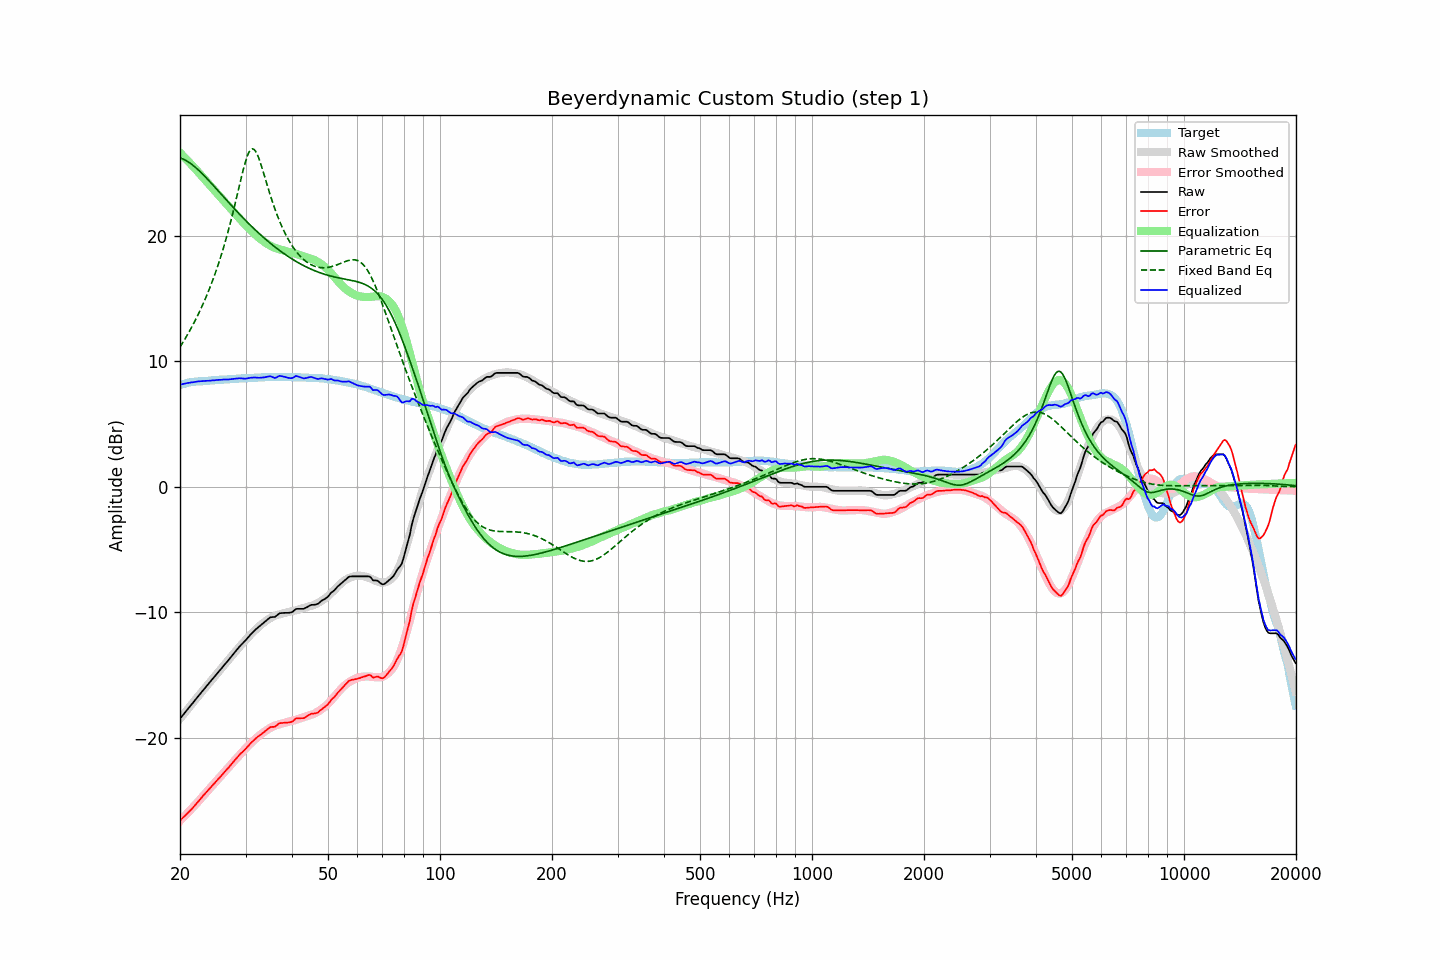 Beyerdynamic Custom Studio (step 1)
Target
Raw Smoothed
Error Smoothed
Raw
Error
Equalization
Parametric Eq
Fixed Band Eq
Equalized
20
10
0
−10
−20
Amplitude (dBr)
20
50
100
200
500
1000
2000
5000
10000
20000
Frequency (Hz)